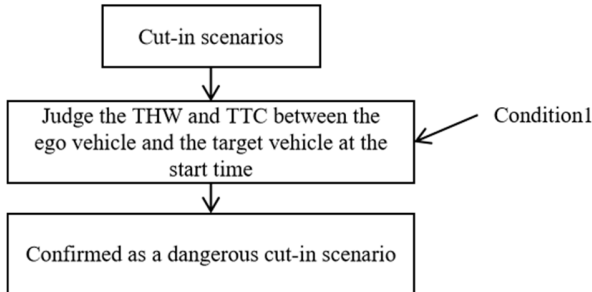 Cut-in scenarios
Judge the THW and TTC between the
ego vehicle and the target vehicle at the
start time
Condition1
Confirmed as a dangerous cut-in scenario